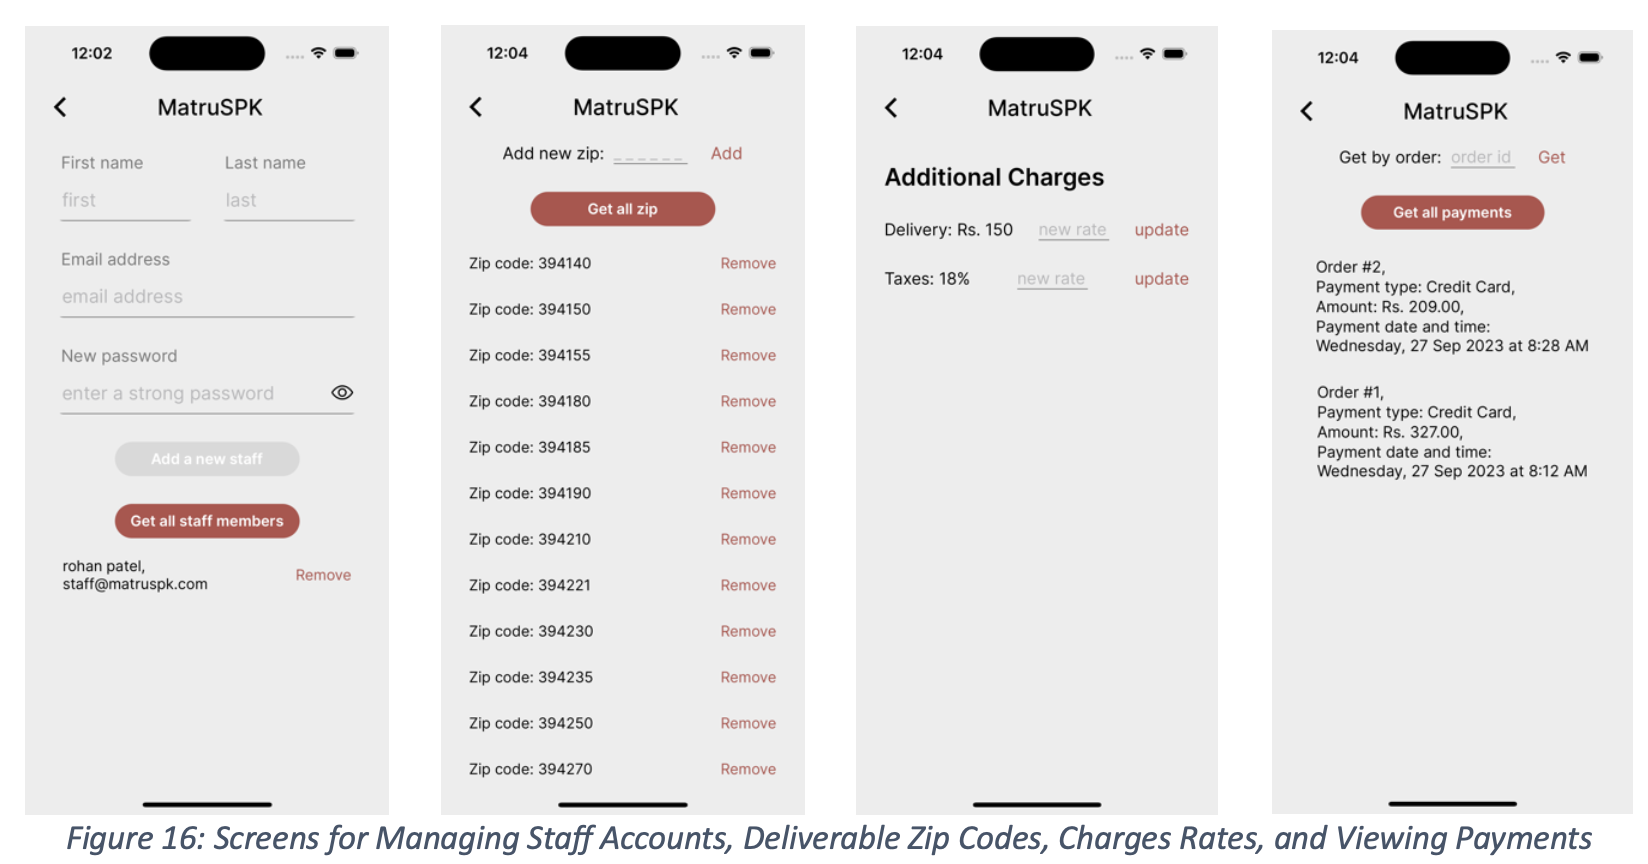 12:02
MatruSPK
First name Last name
first last
Email address
email address
New password
enter a strong password
Add a new staff
Get all staff members
rohan patel,
staff@matruspk.com
Remove
12:04
MatruSPK
Add new zip: ______ Add
Get all zip
Zip code: 394140 Remove
Zip code: 394150 Remove
Zip code: 394155 Remove
Zip code: 394180 Remove
Zip code: 394185 Remove
Zip code: 394190 Remove
Zip code: 394210 Remove
Zip code: 394221 Remove
Zip code: 394230 Remove
Zip code: 394235 Remove
Zip code: 394250 Remove
Zip code: 394270 Remove
12:04
MatruSPK
Additional Charges
Delivery: Rs. 150 new rate update
Taxes: 18% new rate update
12:04
MatruSPK
Get by order: order id Get
Get all payments
Order #2,
Payment type: Credit Card,
Amount: Rs. 209.00,
Payment date and time:
Wednesday, 27 Sep 2023 at 8:28 AM
Order #1,
Payment type: Credit Card,
Amount: Rs. 327.00,
Payment date and time:
Wednesday, 27 Sep 2023 at 8:12 AM
Figure 16: Screens for Managing Staff Accounts, Deliverable Zip Codes, Charges Rates, and Viewing Payments